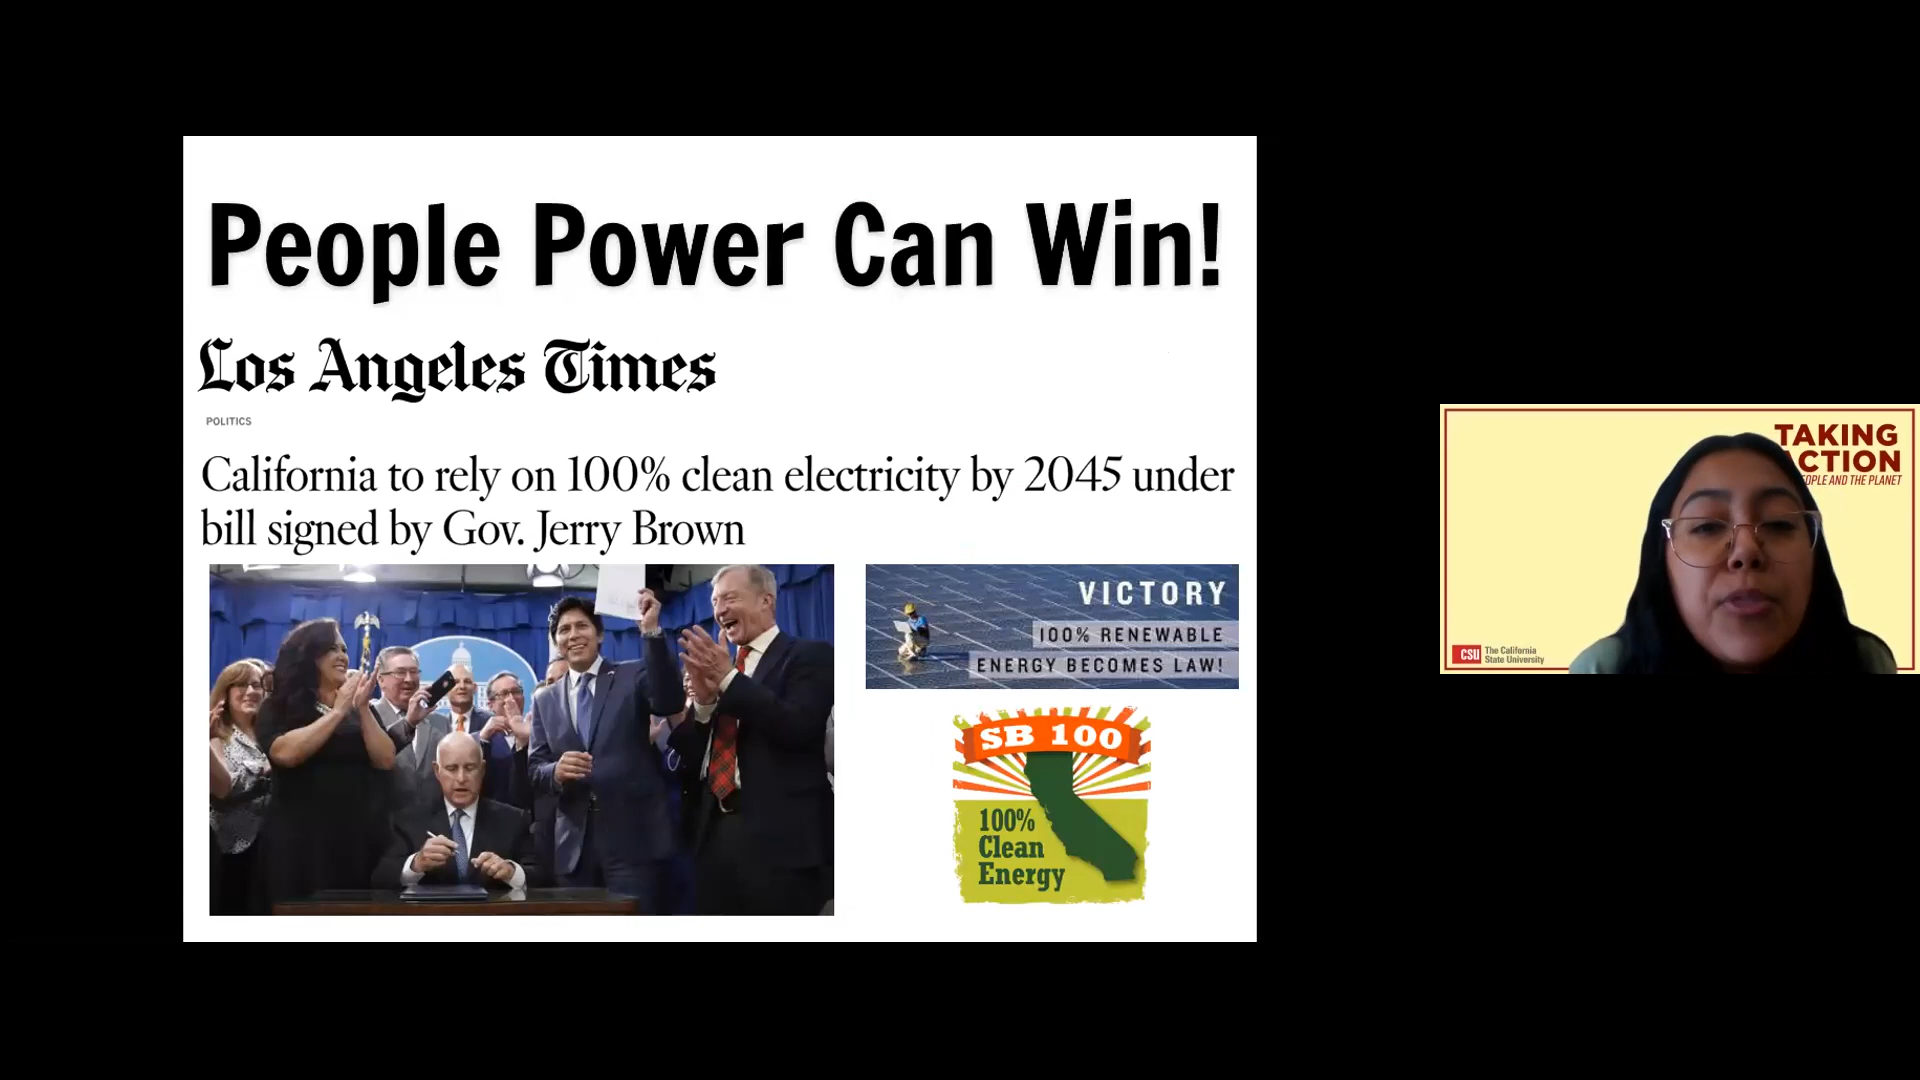 People Power Can Win!
Los Angeles Times
POLITICS
California to rely on 100% clean electricity by 2045 under
bill signed by Gov. Jerry Brown
VICTORY
100% RENEWABLE
ENERGY BECOMES LAW!
SB 100
100%
Clean
Energy
TAKING
CTION
OPLE AND THE PLANET
CSU
The California
State University